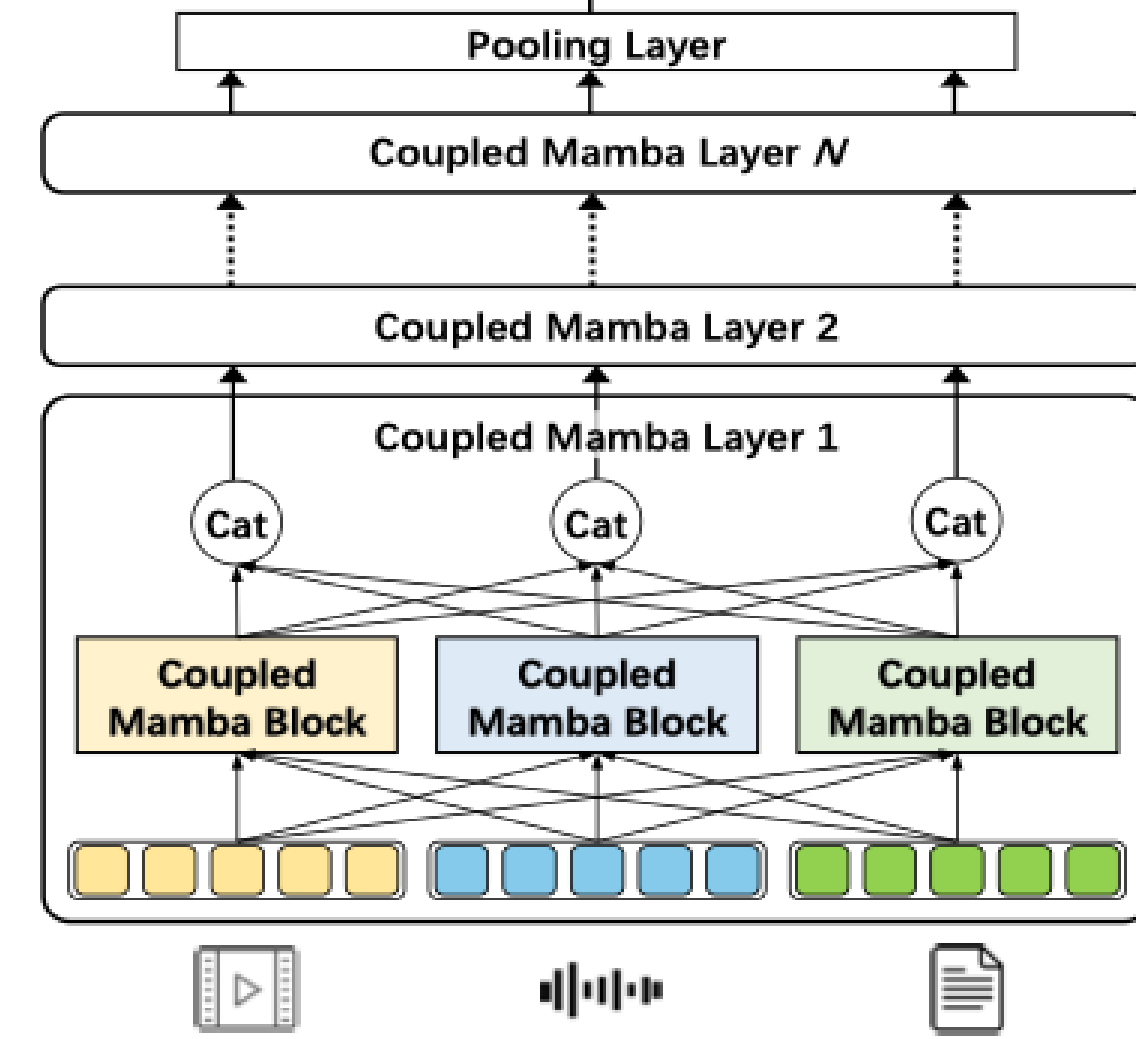 Pooling Layer
Coupled Mamba Layer N
Coupled Mamba Layer 2
Coupled Mamba Layer 1
Cat Cat Cat
Coupled Coupled Coupled
Mamba Block Mamba Block Mamba Block